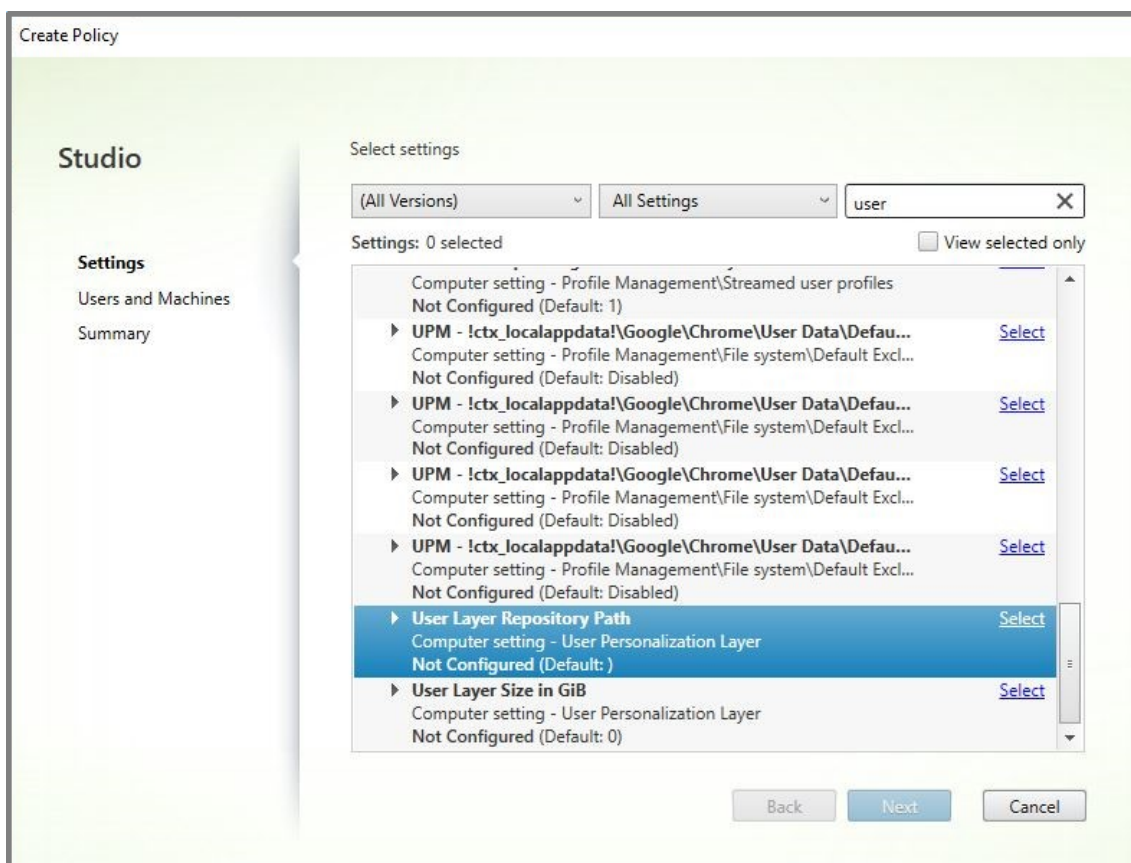 Create Policy
Studio
Settings
Users and Machines
Summary
Select settings
(All Versions)
All Settings
user
Settings: 0 selected
View selected only
Computer setting - Profile Management\Streamed user profiles
Not Configured (Default: 1)
UPM - !ctx_localappdata!\Google\Chrome\User Data\Defau... Select
Computer setting - Profile Management\File system\Default Excl...
Not Configured (Default: Disabled)
UPM - !ctx_localappdata!\Google\Chrome\User Data\Defau... Select
Computer setting - Profile Management\File system\Default Excl...
Not Configured (Default: Disabled)
UPM - !ctx_localappdata!\Google\Chrome\User Data\Defau... Select
Computer setting - Profile Management\File system\Default Excl...
Not Configured (Default: Disabled)
UPM - !ctx_localappdata!\Google\Chrome\User Data\Defau... Select
Computer setting - Profile Management\File system\Default Excl...
Not Configured (Default: Disabled)
User Layer Repository Path Select
Computer setting - User Personalization Layer
Not Configured (Default: )
User Layer Size in GiB Select
Computer setting - User Personalization Layer
Not Configured (Default: 0)
Back
Next
Cancel